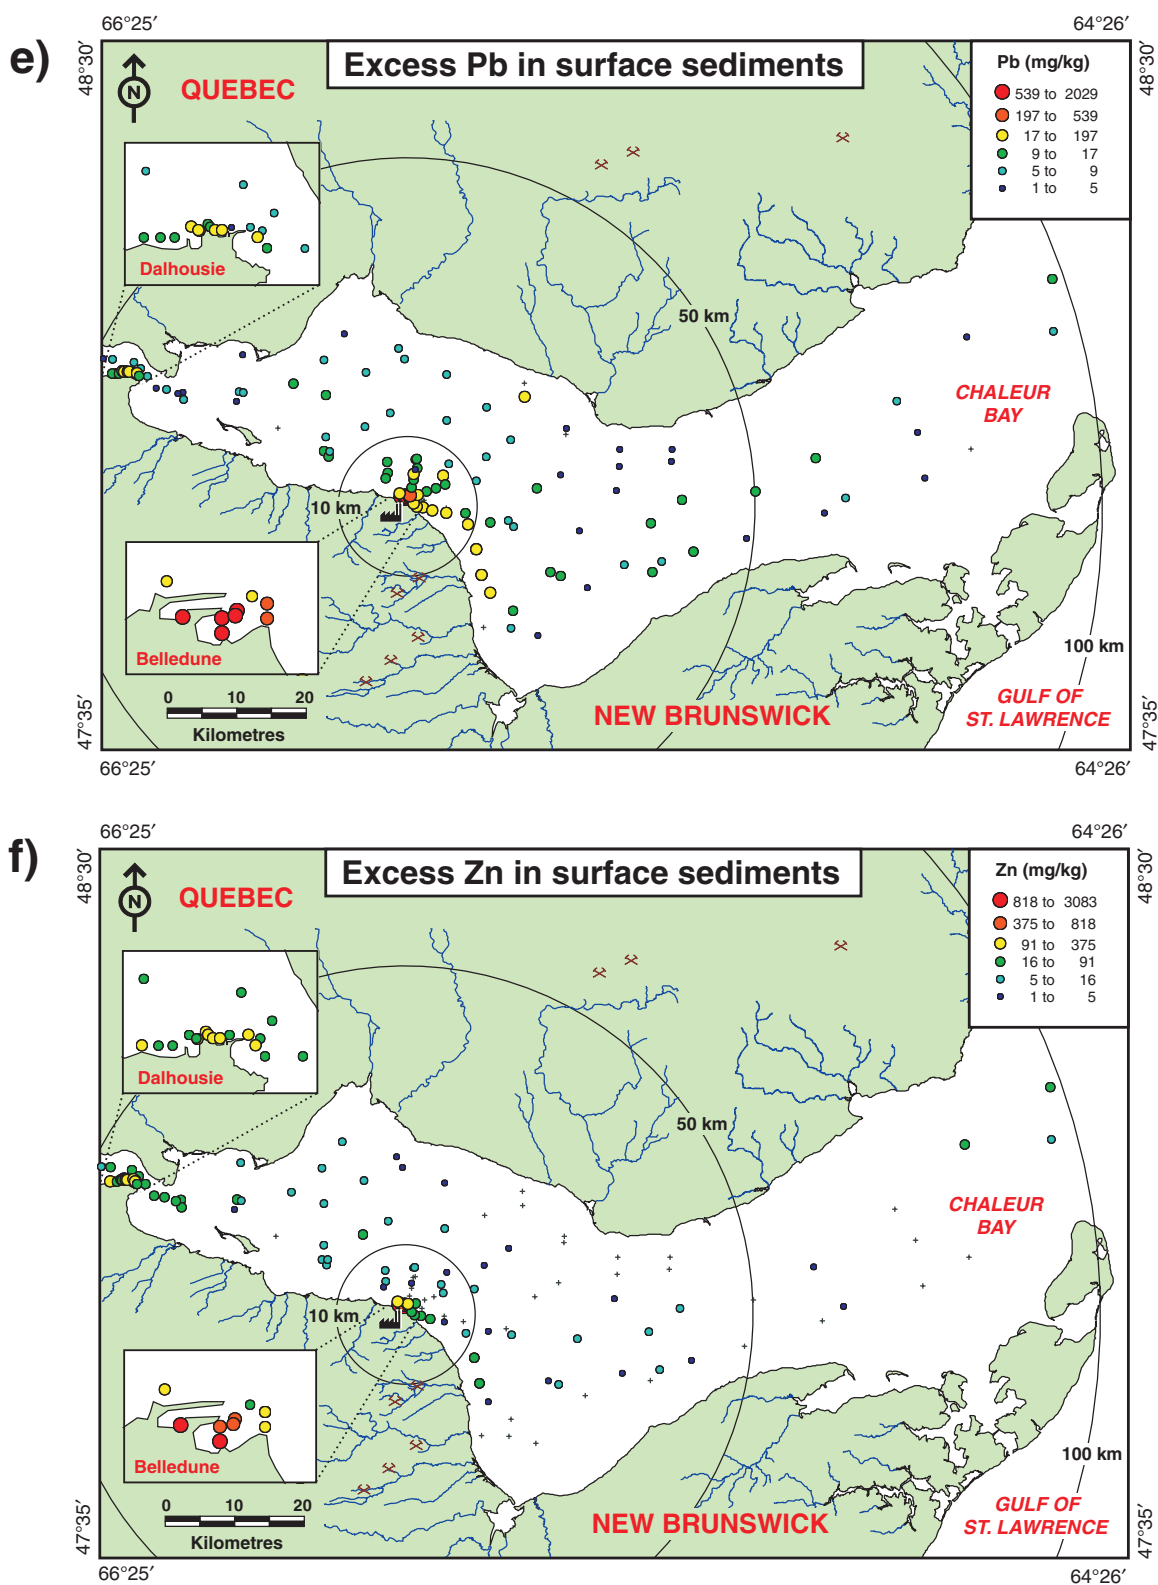 66°25′
64°26′
e)
48°30′
48°30′
Excess Pb in surface sediments
N
QUEBEC
Pb (mg/kg)
539 to 2029
197 to 539
17 to 197
9 to 17
5 to 9
1 to 5
Dalhousie
50 km
CHALEUR
BAY
10 km
Belledune
100 km
0 10 20
Kilometres
NEW BRUNSWICK
GULF OF
ST. LAWRENCE
47°35′
47°35′
66°25′
64°26′
66°25′
64°26′
f)
48°30′
48°30′
Excess Zn in surface sediments
N
QUEBEC
Zn (mg/kg)
818 to 3083
375 to 818
91 to 375
16 to 91
5 to 16
1 to 5
Dalhousie
50 km
CHALEUR
BAY
10 km
Belledune
100 km
0 10 20
Kilometres
NEW BRUNSWICK
GULF OF
ST. LAWRENCE
47°35′
47°35′
66°25′
64°26′